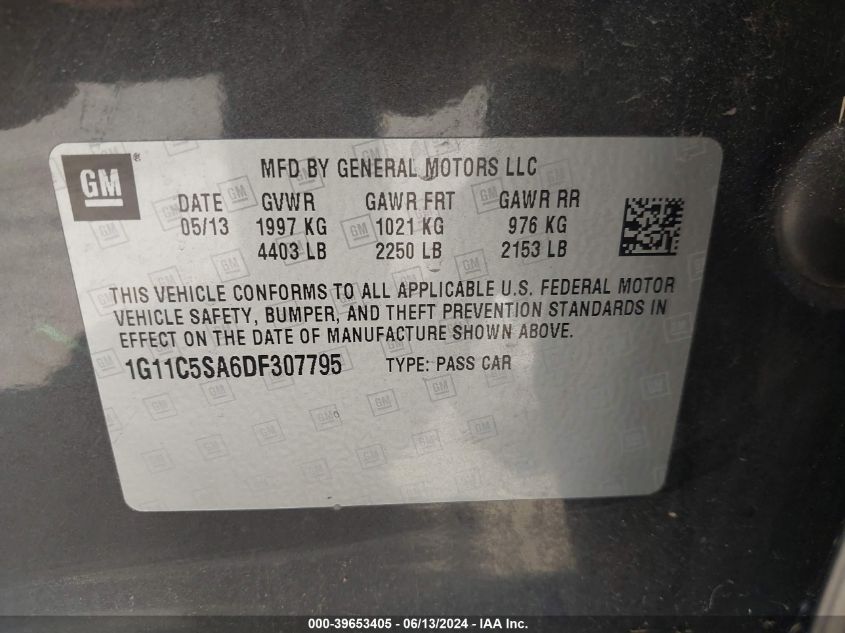 GM ®
MFD BY GENERAL MOTORS LLC
DATE GVWR GAWR FRT GAWR RR
05/13 1997 KG 1021 KG 976 KG
4403 LB 2250 LB 2153 LB
THIS VEHICLE CONFORMS TO ALL APPLICABLE U.S. FEDERAL MOTOR
VEHICLE SAFETY, BUMPER, AND THEFT PREVENTION STANDARDS IN
EFFECT ON THE DATE OF MANUFACTURE SHOWN ABOVE.
1G11C5SA6DF307795 TYPE: PASS CAR
000-39653405 - 06/13/2024 - IAA Inc.